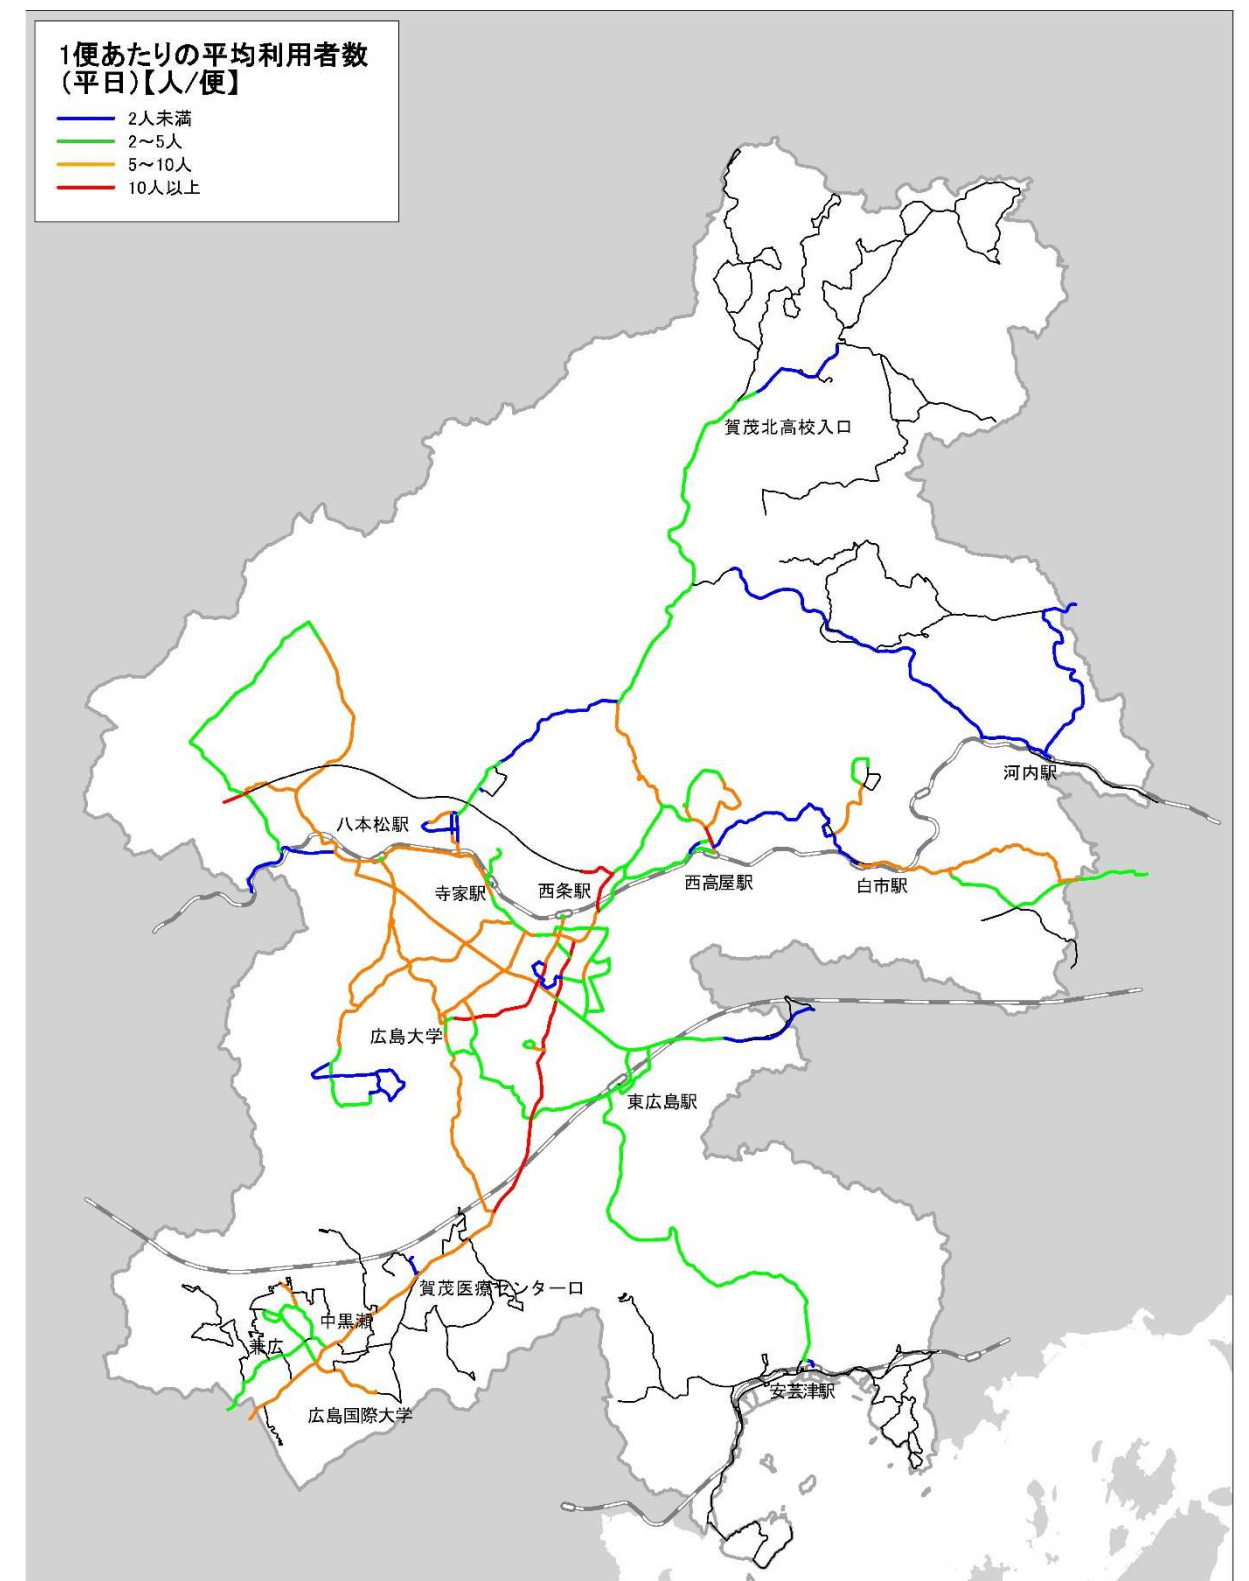 1便あたりの平均利用者数
(平日)【人/便】
2人未満
2～5人
5～10人
10人以上
賀茂北高校入口
河内駅
八本松駅
寺家駅
西条駅
西高屋駅
白市駅
広島大学
東広島駅
賀茂医療センター口
中黒瀬
兼広
安芸津駅
広島国際大学